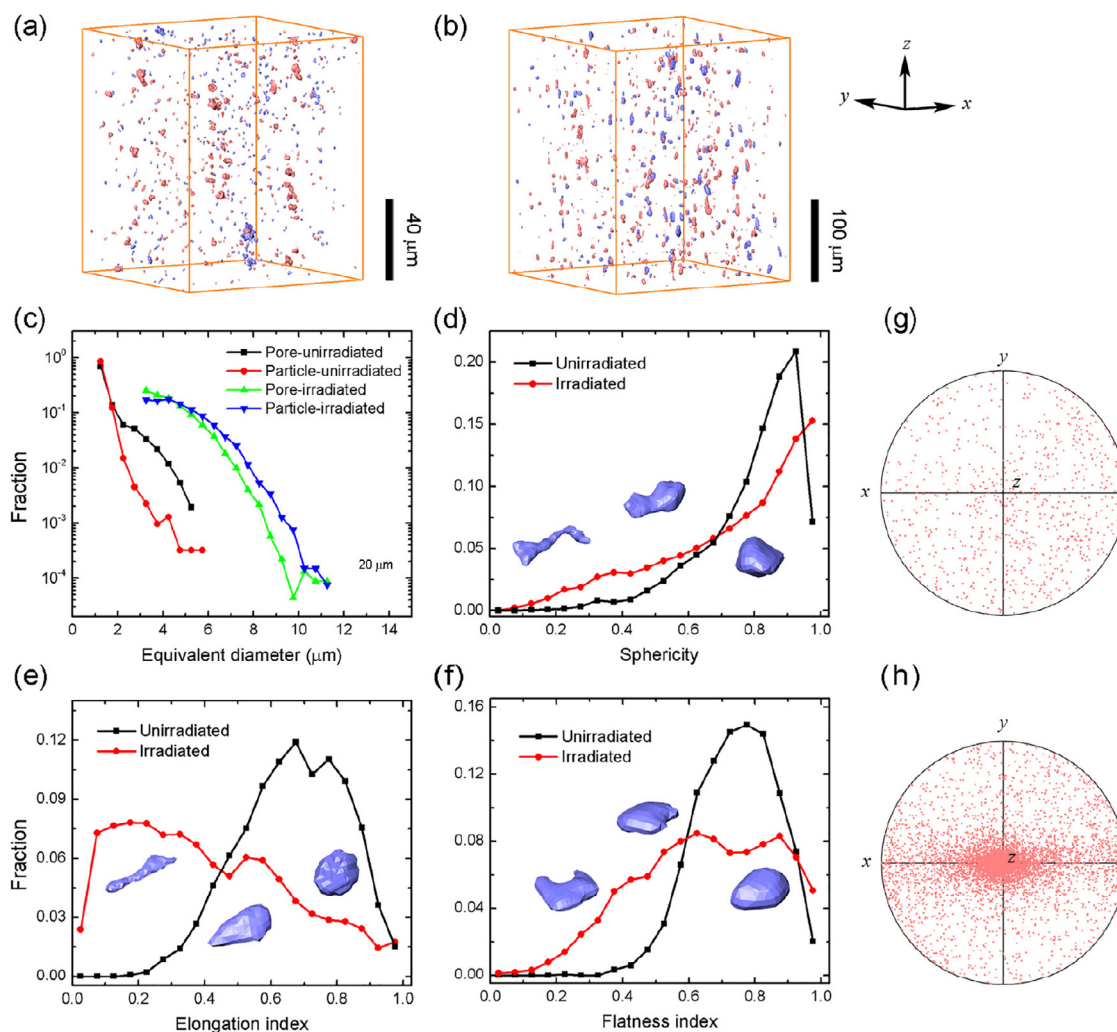 (a)
(b)
z
y
x
40 μm
100 μm
(c)
(d)
(g)
10⁰
10⁻¹
10⁻²
10⁻³
10⁻⁴
Fraction
Pore-unirradiated
Particle-unirradiated
Pore-irradiated
Particle-irradiated
20 μm
0 2 4 6 8 10 12 14
Equivalent diameter (μm)
0.20
0.15
0.10
0.05
0.00
Unirradiated
Irradiated
0.0 0.2 0.4 0.6 0.8 1.0
Sphericity
y
x
z
(e)
(f)
(h)
0.12
0.09
0.06
0.03
0.00
Fraction
Unirradiated
Irradiated
0.0 0.2 0.4 0.6 0.8 1.0
Elongation index
0.16
0.12
0.08
0.04
0.00
Unirradiated
Irradiated
0.0 0.2 0.4 0.6 0.8 1.0
Flatness index
y
x
z